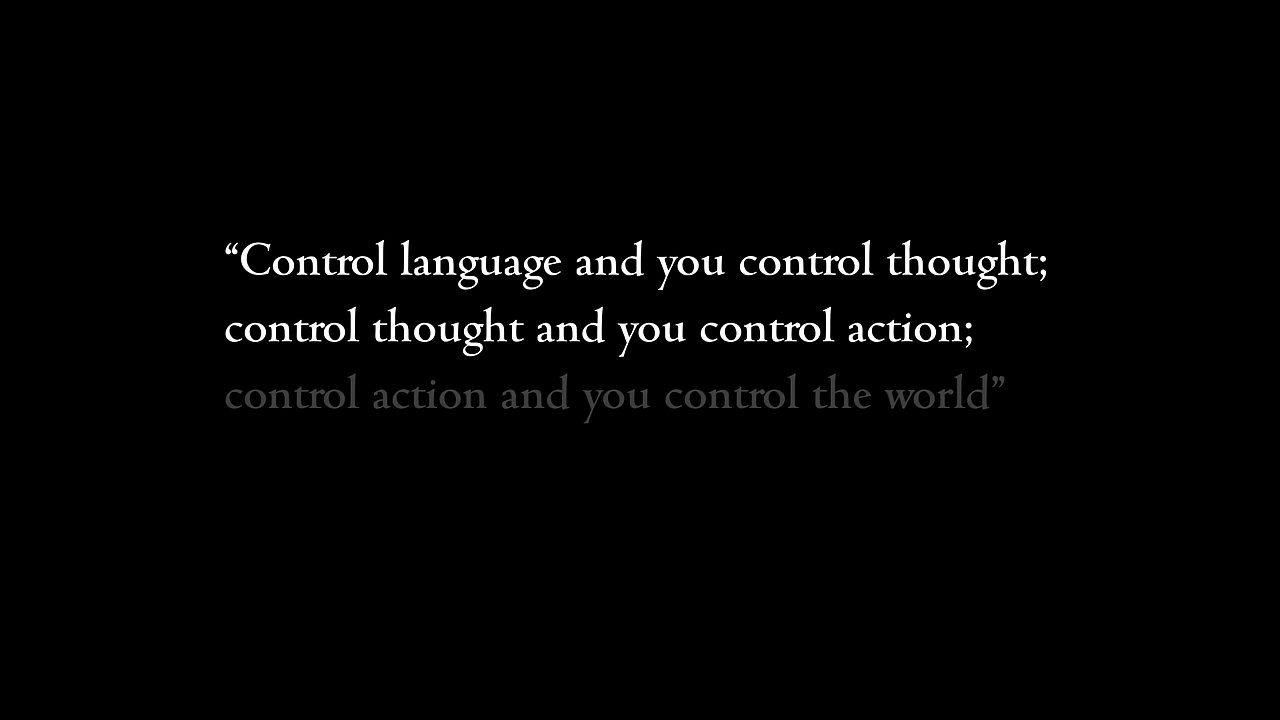 “Control language and you control thought;
control thought and you control action;
control action and you control the world”